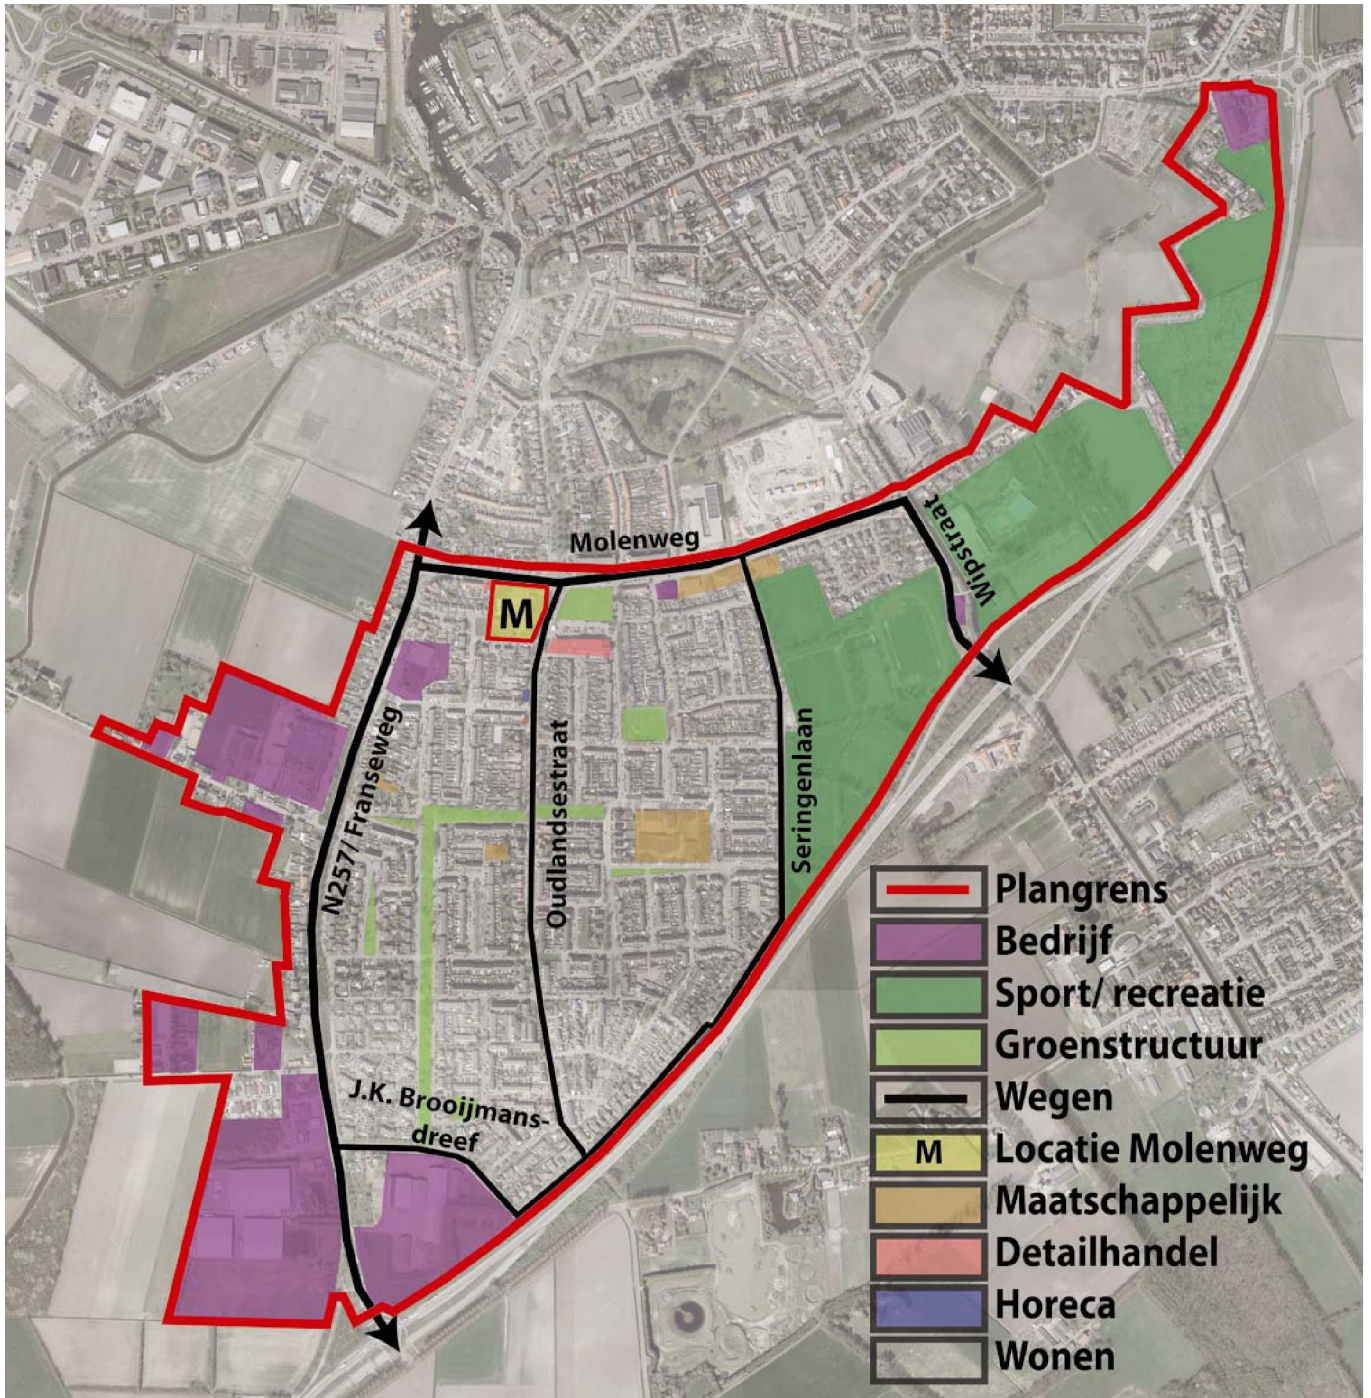 Molenweg
Wipstraat
M
N257/ Franseweg
Oudlandsestraat
Seringenlaan
J.K. Brooijmans-
dreef
Plangrens
Bedrijf
Sport/ recreatie
Groenstructuur
Wegen
M Locatie Molenweg
Maatschappelijk
Detailhandel
Horeca
Wonen